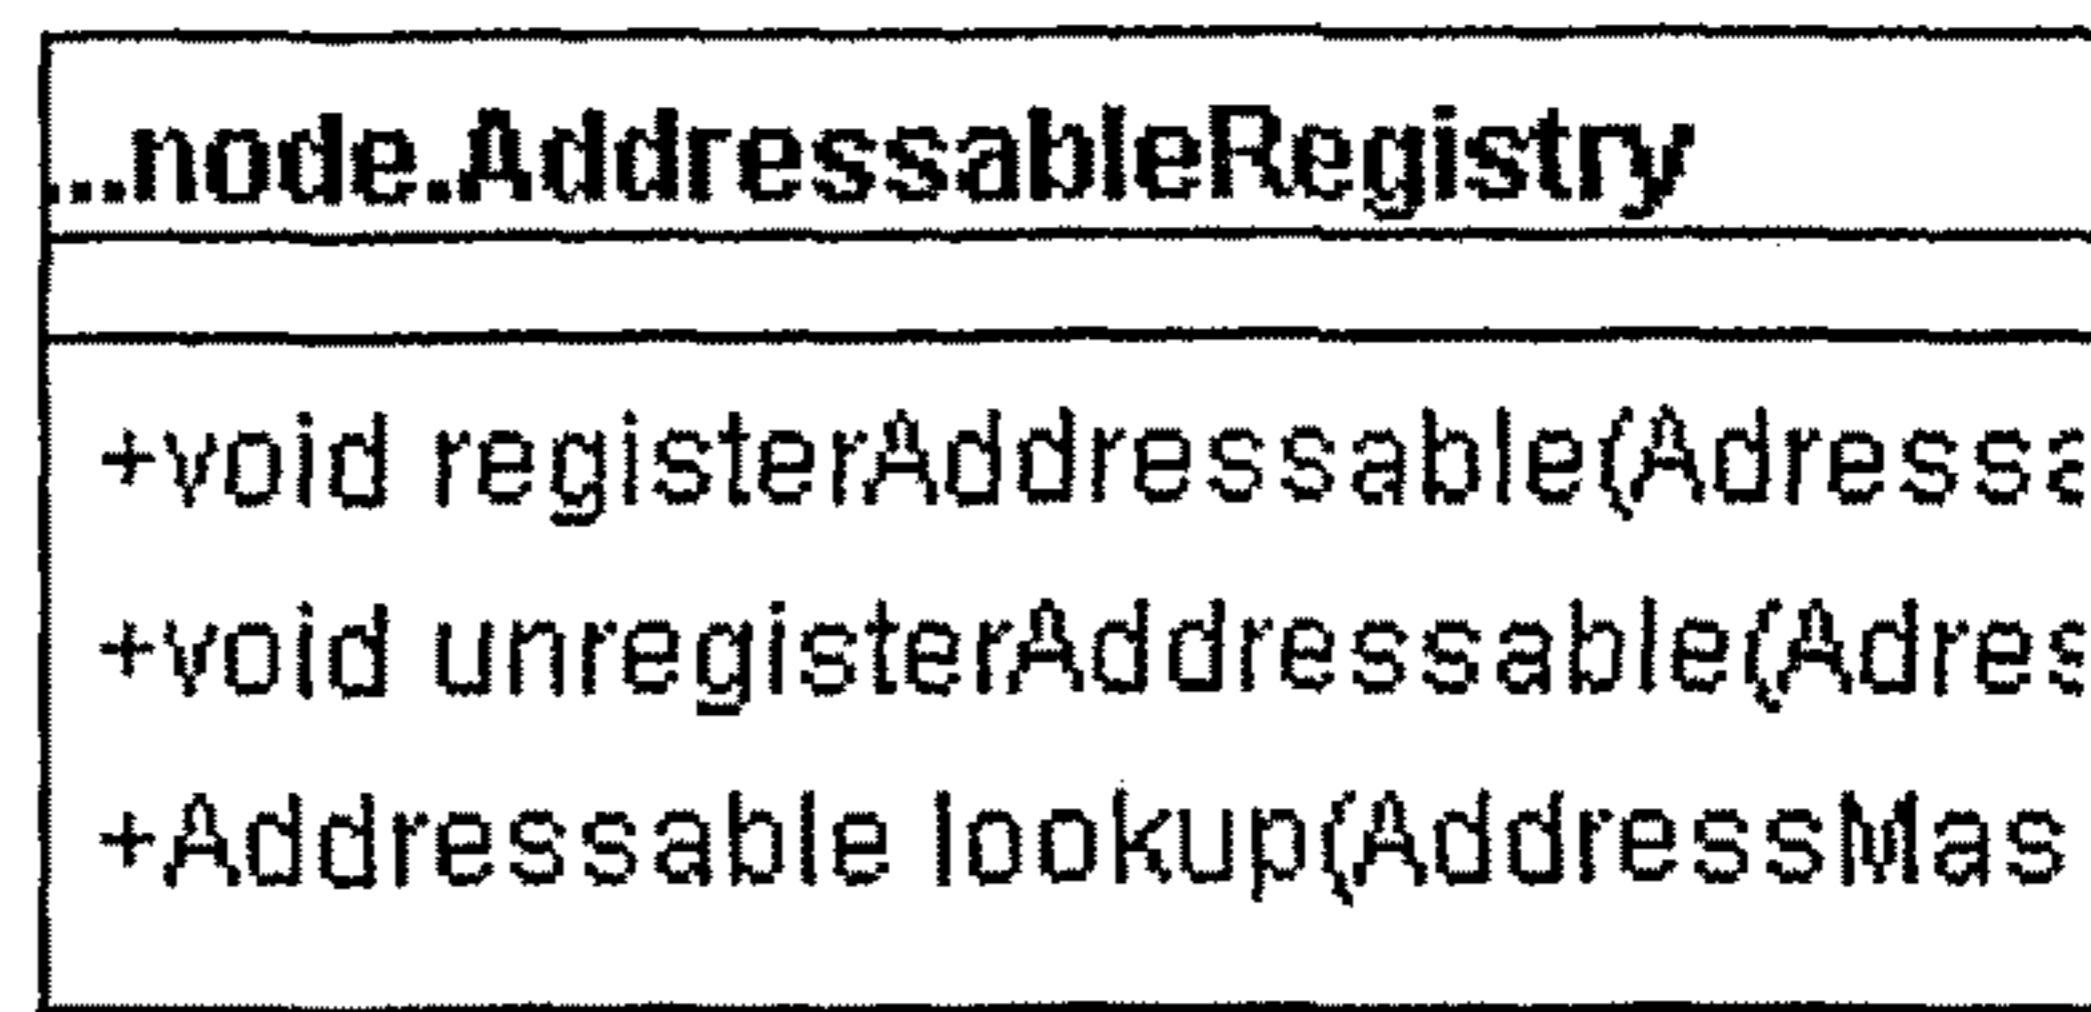 ...node.AddressableRegistry
+void registerAddressable(Adressa
+void unregisterAddressable(Adres
+Addressable lookup(AddressMas